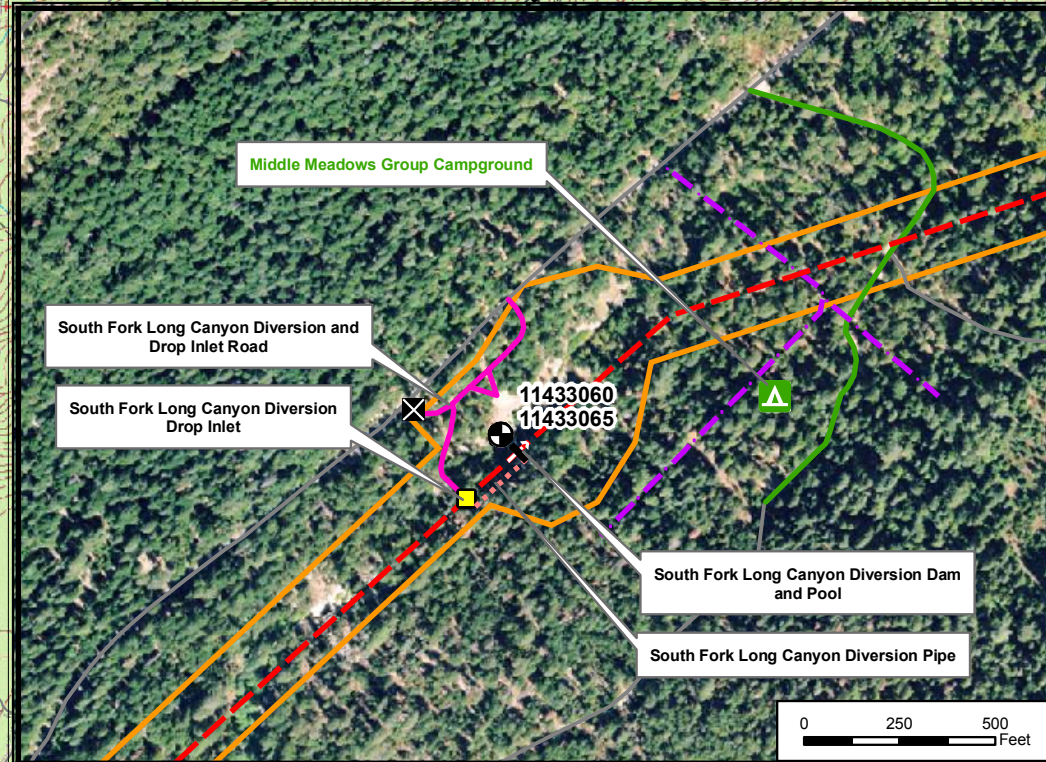 Middle Meadows Group Campground
South Fork Long Canyon Diversion and
Drop Inlet Road
South Fork Long Canyon Diversion
Drop Inlet
11433060
11433065
South Fork Long Canyon Diversion Dam
and Pool
South Fork Long Canyon Diversion Pipe
0 250 500
Feet